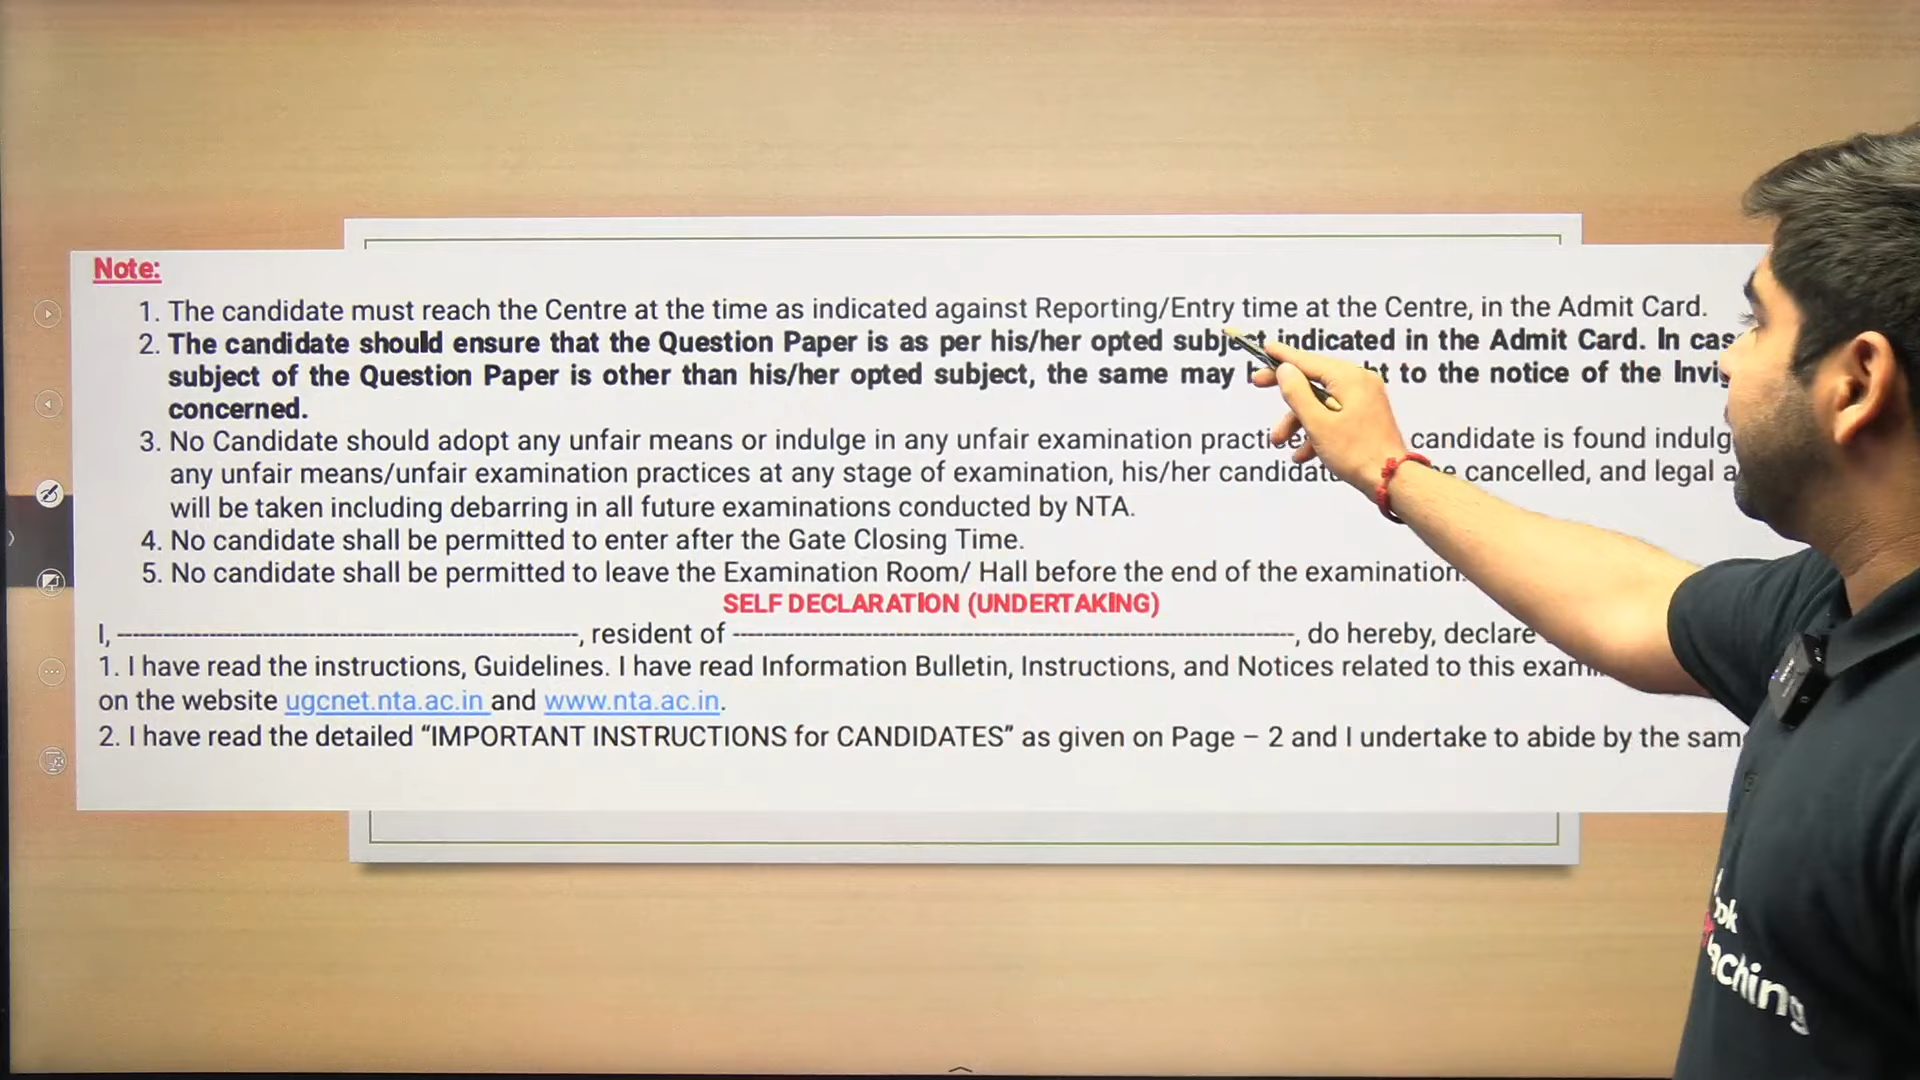 Note:
1. The candidate must reach the Centre at the time as indicated against Reporting/Entry time at the Centre, in the Admit Card.
2. The candidate should ensure that the Question Paper is as per his/her opted subject indicated in the Admit Card. In
subject of the Question Paper is other than his/her opted subject, the same may to the notice of the
concerned.
3. No Candidate should adopt any unfair means or indulge in any unfair examination candidate is found
any unfair means/unfair examination practices at any stage of examination, his/her cancelled, and legal
will be taken including debarring in all future examinations conducted by NTA.
4. No candidate shall be permitted to enter after the Gate Closing Time.
5. No candidate shall be permitted to leave the Examination Room/ Hall before the end of the examination.
SELF DECLARATION (UNDERTAKING)
I, ----------, resident of ----------, do hereby, declare
1. I have read the instructions, Guidelines. I have read Information Bulletin, Instructions, and Notices related to this
on the website ugcnet.nta.ac.in and www.nta.ac.in.
2. I have read the detailed “IMPORTANT INSTRUCTIONS for CANDIDATES” as given on Page – 2 and I undertake to abide by the